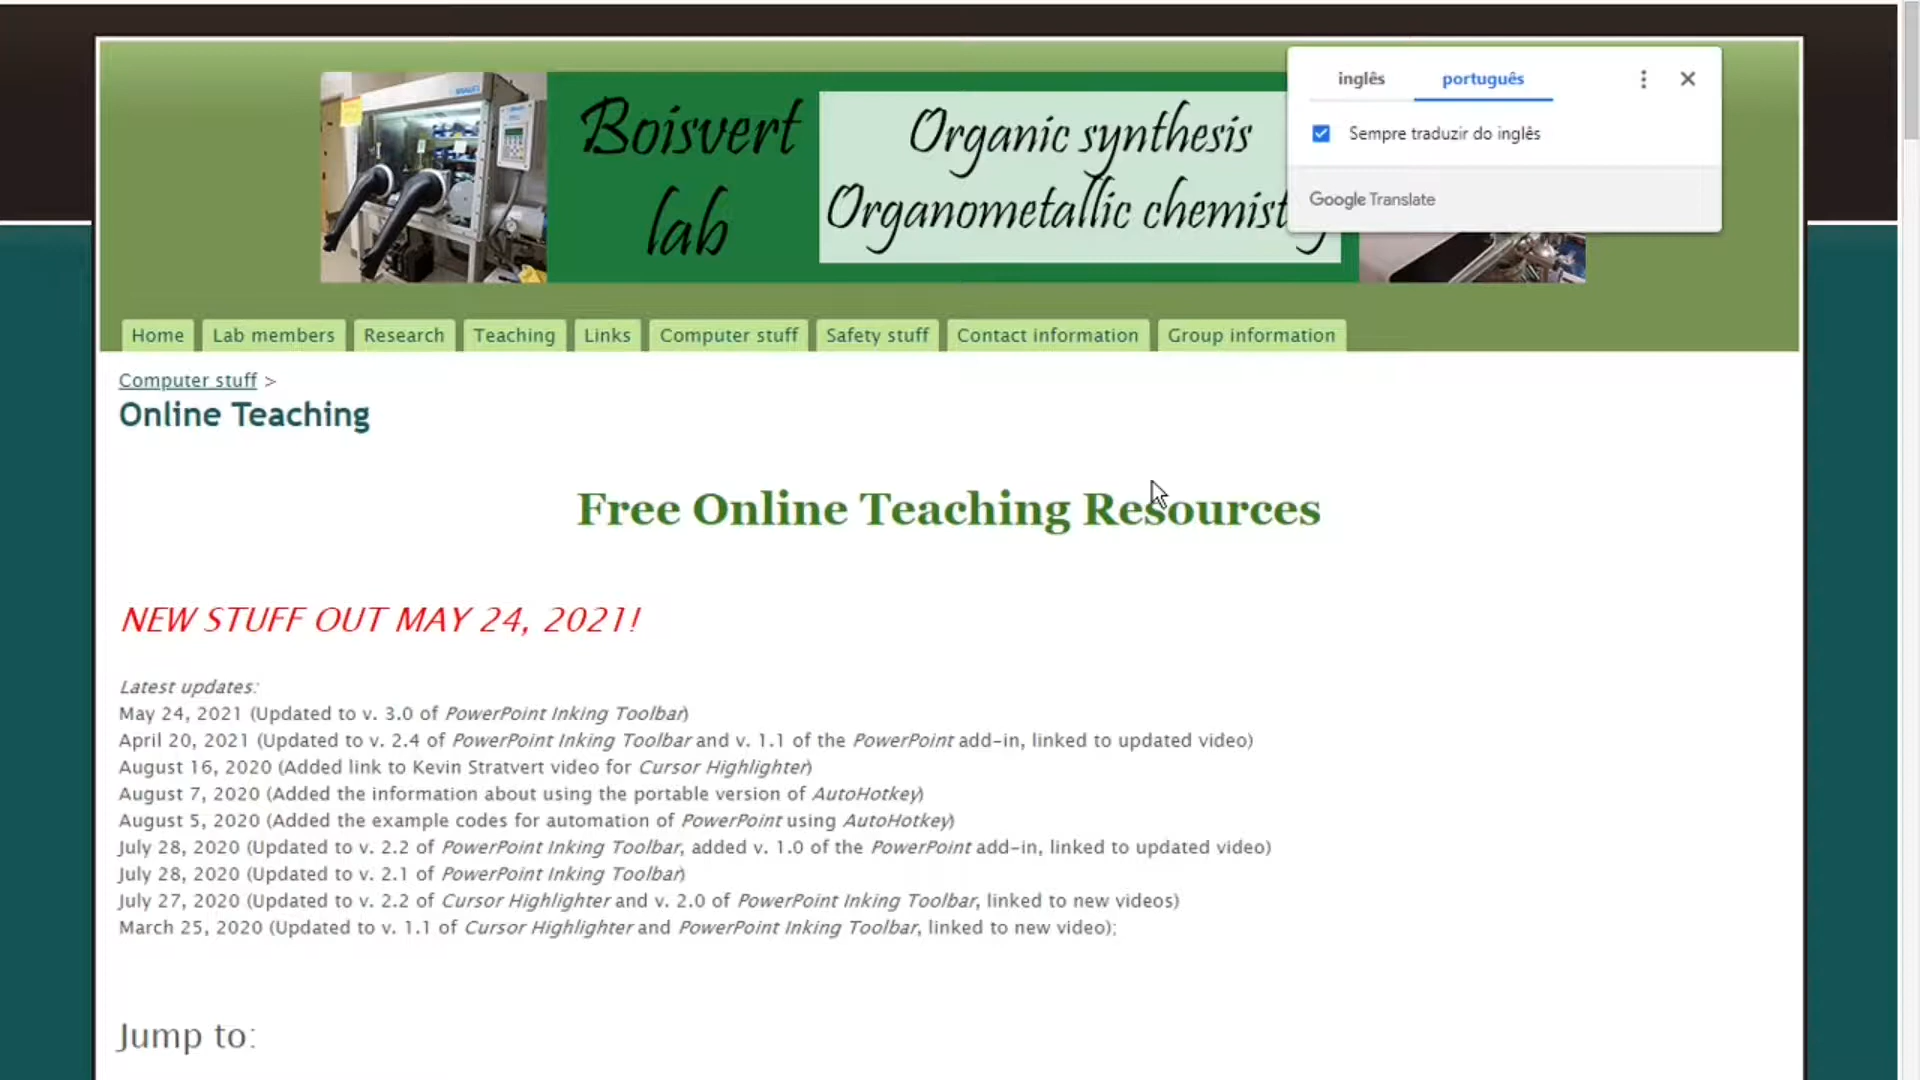 Boisvert
lab
Organic synthesis
Organometallic chemist
inglês português
Sempre traduzir do inglês
Google Translate
Home Lab members Research Teaching Links Computer stuff Safety stuff Contact information Group information
Computer stuff >
Online Teaching
Free Online Teaching Resources
NEW STUFF OUT MAY 24, 2021!
Latest updates:
May 24, 2021 (Updated to v. 3.0 of PowerPoint Inking Toolbar)
April 20, 2021 (Updated to v. 2.4 of PowerPoint Inking Toolbar and v. 1.1 of the PowerPoint add-in, linked to updated video)
August 16, 2020 (Added link to Kevin Stratvert video for Cursor Highlighter)
August 7, 2020 (Added the information about using the portable version of AutoHotkey)
August 5, 2020 (Added the example codes for automation of PowerPoint using AutoHotkey)
July 28, 2020 (Updated to v. 2.2 of PowerPoint Inking Toolbar, added v. 1.0 of the PowerPoint add-in, linked to updated video)
July 28, 2020 (Updated to v. 2.1 of PowerPoint Inking Toolbar)
July 27, 2020 (Updated to v. 2.2 of Cursor Highlighter and v. 2.0 of PowerPoint Inking Toolbar, linked to new videos)
March 25, 2020 (Updated to v. 1.1 of Cursor Highlighter and PowerPoint Inking Toolbar, linked to new video);
Jump to: